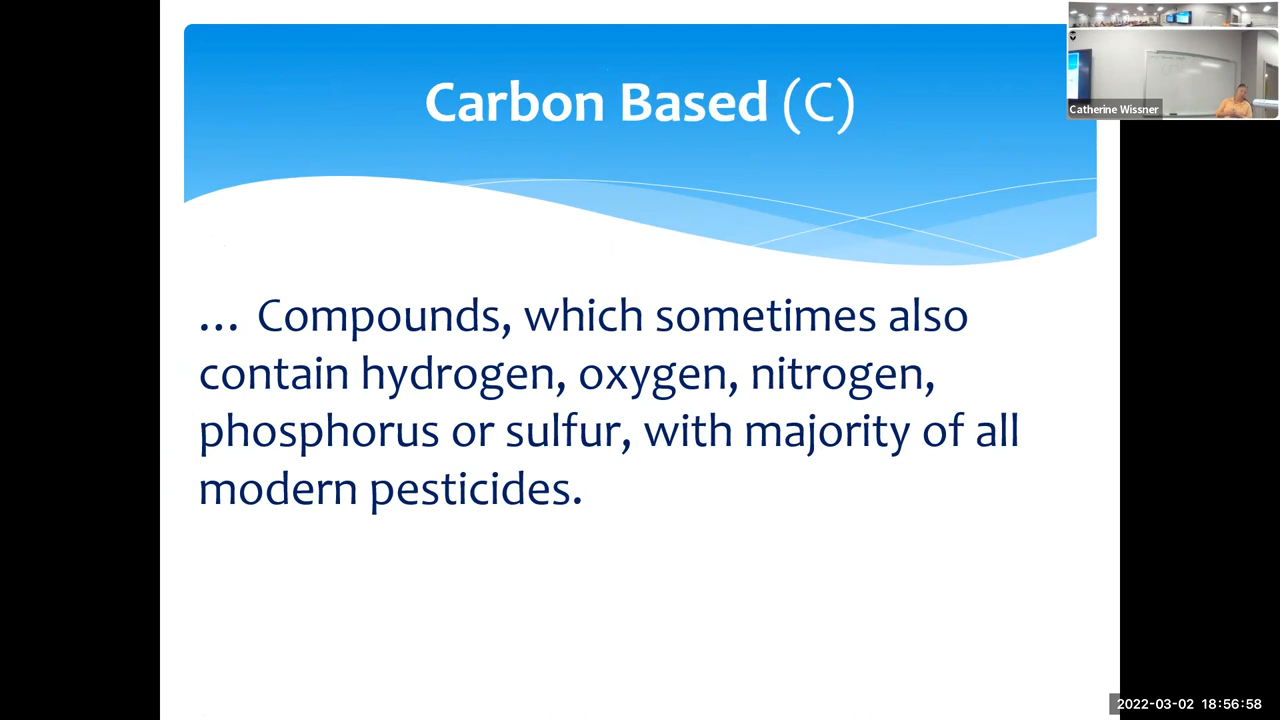 Carbon Based (C)
Catherine Wissner
... Compounds, which sometimes also
contain hydrogen, oxygen, nitrogen,
phosphorus or sulfur, with majority of all
modern pesticides.
2022-03-02 18:56:58